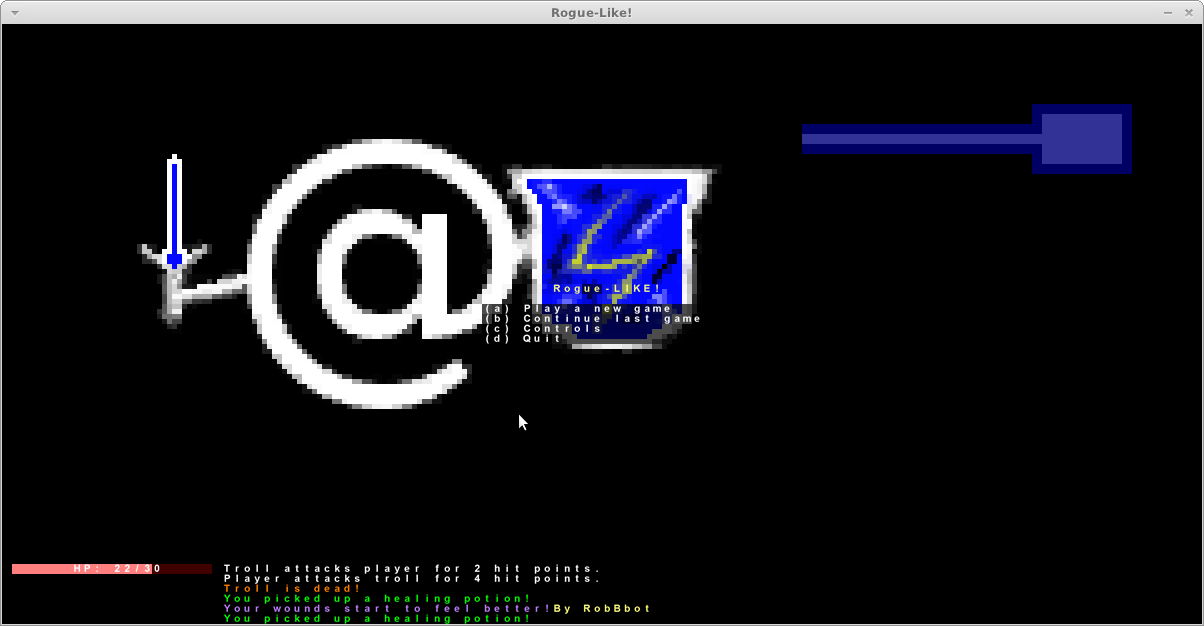 Rogue-Like!
@
Rogue-LIKE!
(a) Play a new game
(b) Continue last game
(c) Controls
(d) Quit
HP: 22/30
Troll attacks player for 2 hit points.
Player attacks troll for 4 hit points.
Troll is dead!
You picked up a healing potion!
Your wounds start to feel better!By RobBbot
You picked up a healing potion!